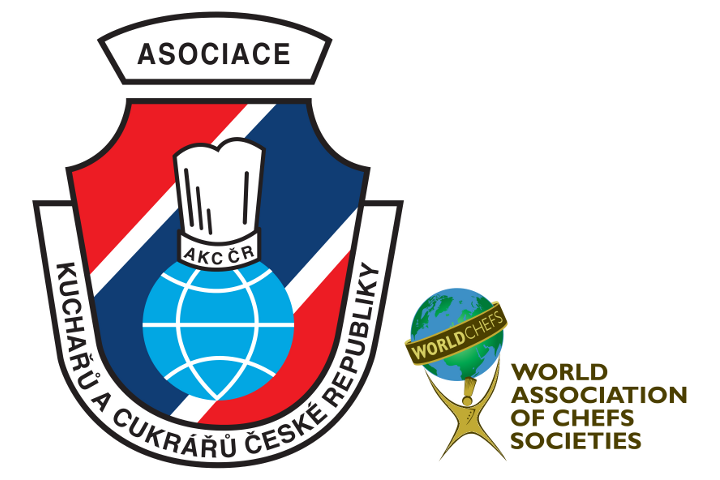 ASOCIACE
AKC ČR
KUCHAŘŮ A CUKRÁŘŮ ČESKÉ REPUBLIKY
WORLDCHEFS
WORLD
ASSOCIATION
OF CHEFS
SOCIETIES